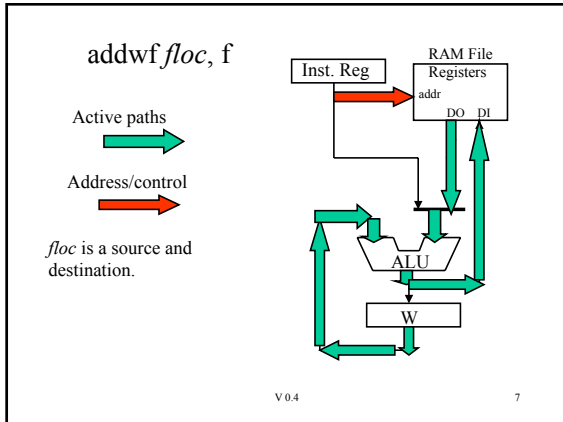 addwf floc, f
Active paths
Address/control
floc is a source and
destination.
Inst. Reg
RAM File
Registers
addr
DO DI
ALU
W
V 0.4
7